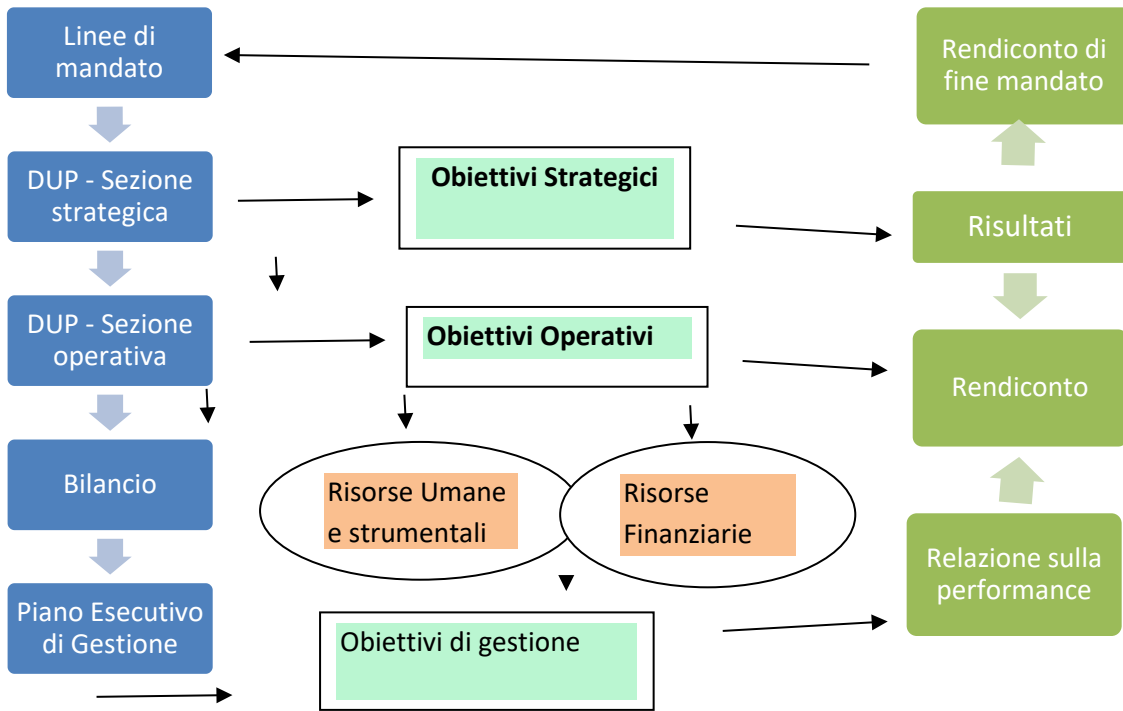 Linee di
mandato
DUP - Sezione
strategica
DUP - Sezione
operativa
Bilancio
Piano Esecutivo
di Gestione
Obiettivi Strategici
Obiettivi Operativi
Risorse Umane
e strumentali
Risorse
Finanziarie
Obiettivi di gestione
Rendiconto di
fine mandato
Risultati
Rendiconto
Relazione sulla
performance